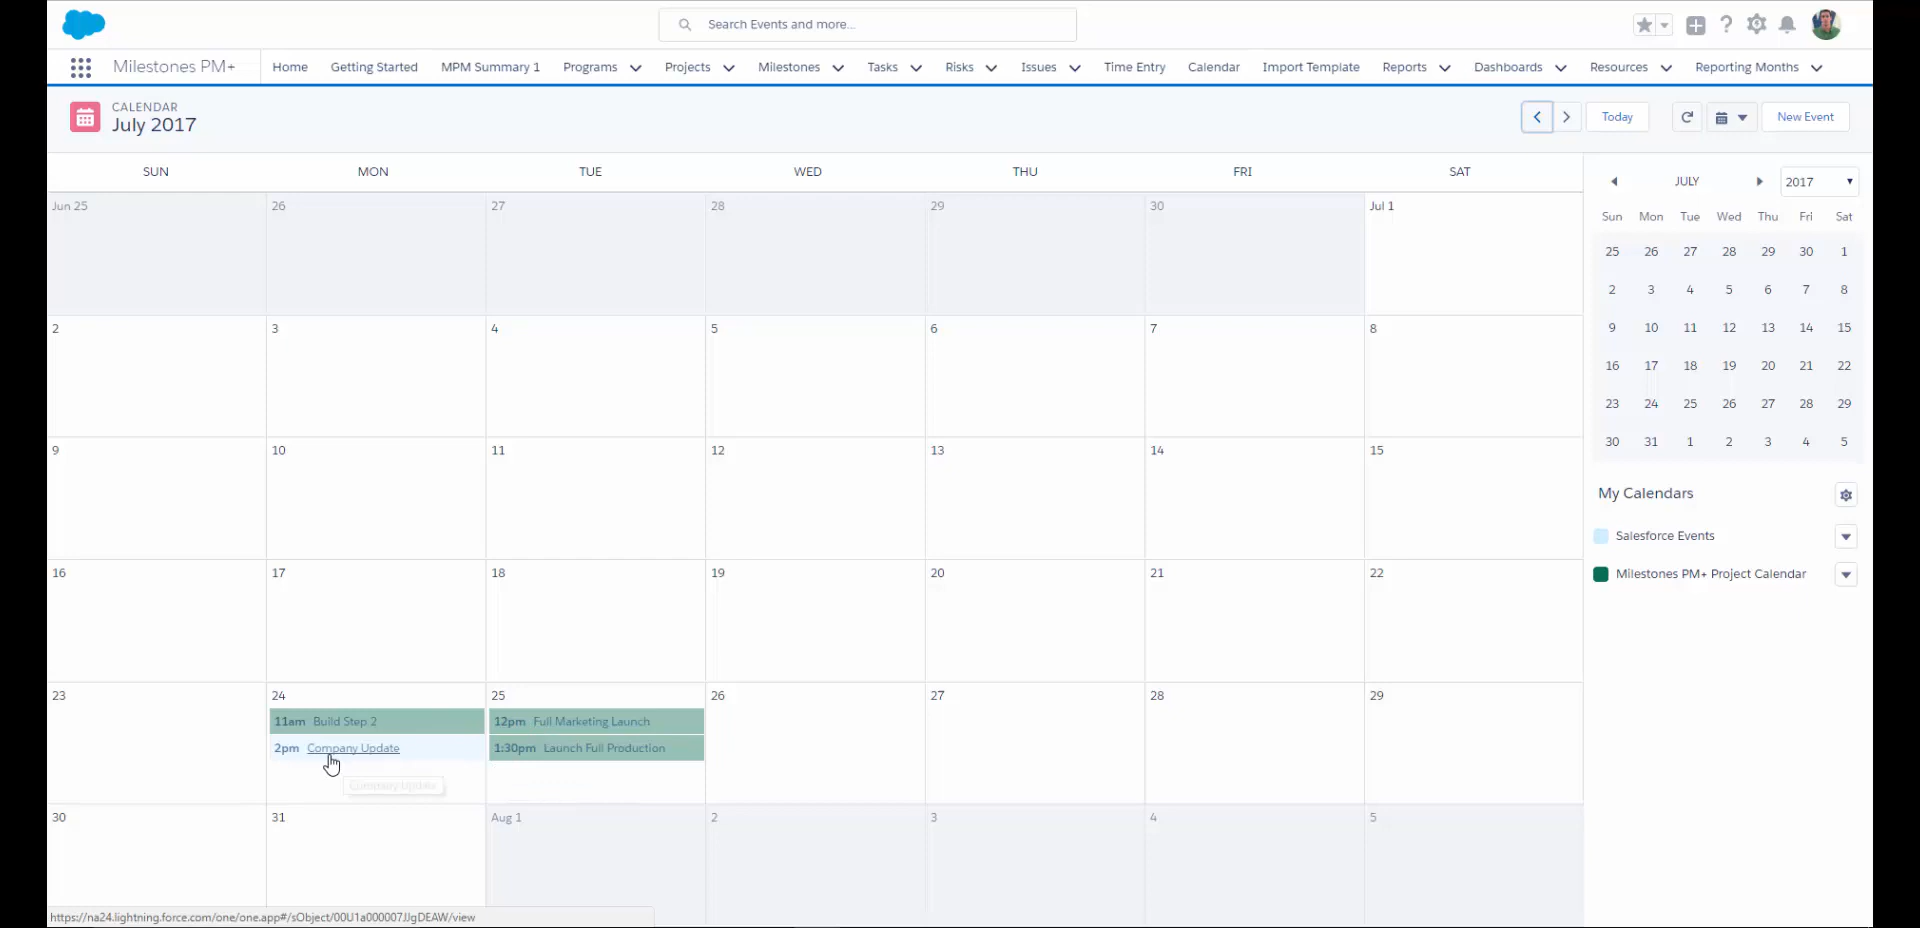 Search Events and more...
Milestones PM+ Home Getting Started MPM Summary 1 Programs Projects Milestones Tasks Risks Issues Time Entry Calendar Import Template Reports Dashboards Resources Reporting Months
CALENDAR
July 2017
Today New Event
SUN MON TUE WED THU FRI SAT
Jun 25 26 27 28 29 30 Jul 1
2 3 4 5 6 7 8
9 10 11 12 13 14 15
16 17 18 19 20 21 22
23 24 25 26 27 28 29
11am Build Step 2 12pm Full Marketing Launch
2pm Company Update 1:30pm Launch Full Production
Company Update
30 31 Aug 1 2 3 4 5
JULY 2017
Sun Mon Tue Wed Thu Fri Sat
25 26 27 28 29 30 1
2 3 4 5 6 7 8
9 10 11 12 13 14 15
16 17 18 19 20 21 22
23 24 25 26 27 28 29
30 31 1 2 3 4 5
My Calendars
Salesforce Events
Milestones PM+ Project Calendar
https://na24.lightning.force.com/one/one.app#/sObject/00U1a000007JJgDEAW/view